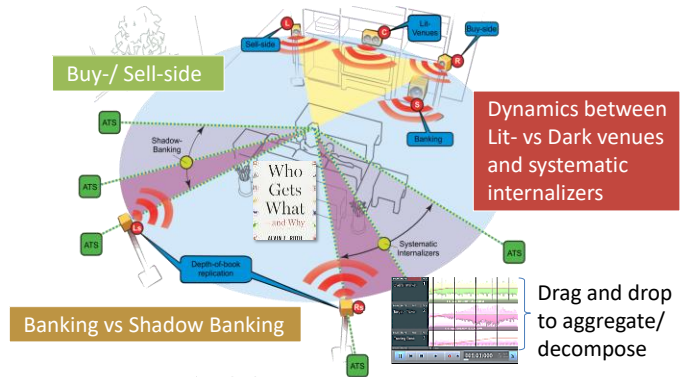 L
Sell-side
Lit-
Venues
C
Buy-side
R
S
Banking
Buy-/ Sell-side
Dynamics between
Lit- vs Dark venues
and systematic
internalizers
ATS
Shadow-
Banking
ATS
ATS
Ls
Who
Gets
What
and Why
Systematic
Internalizers
ATS
Depth-of-book
replication
Rs
Banking vs Shadow Banking
ATS
Drag and drop
to aggregate/
decompose